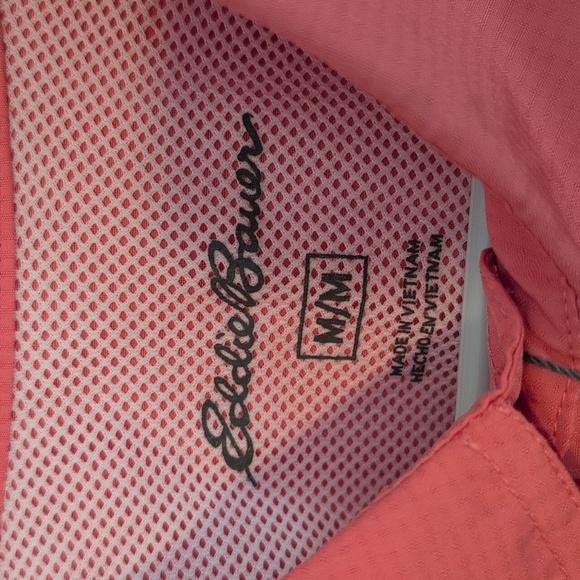 Eddie Bauer
M/M
MADE IN VIETNAM
HECHO EN VIETNAM